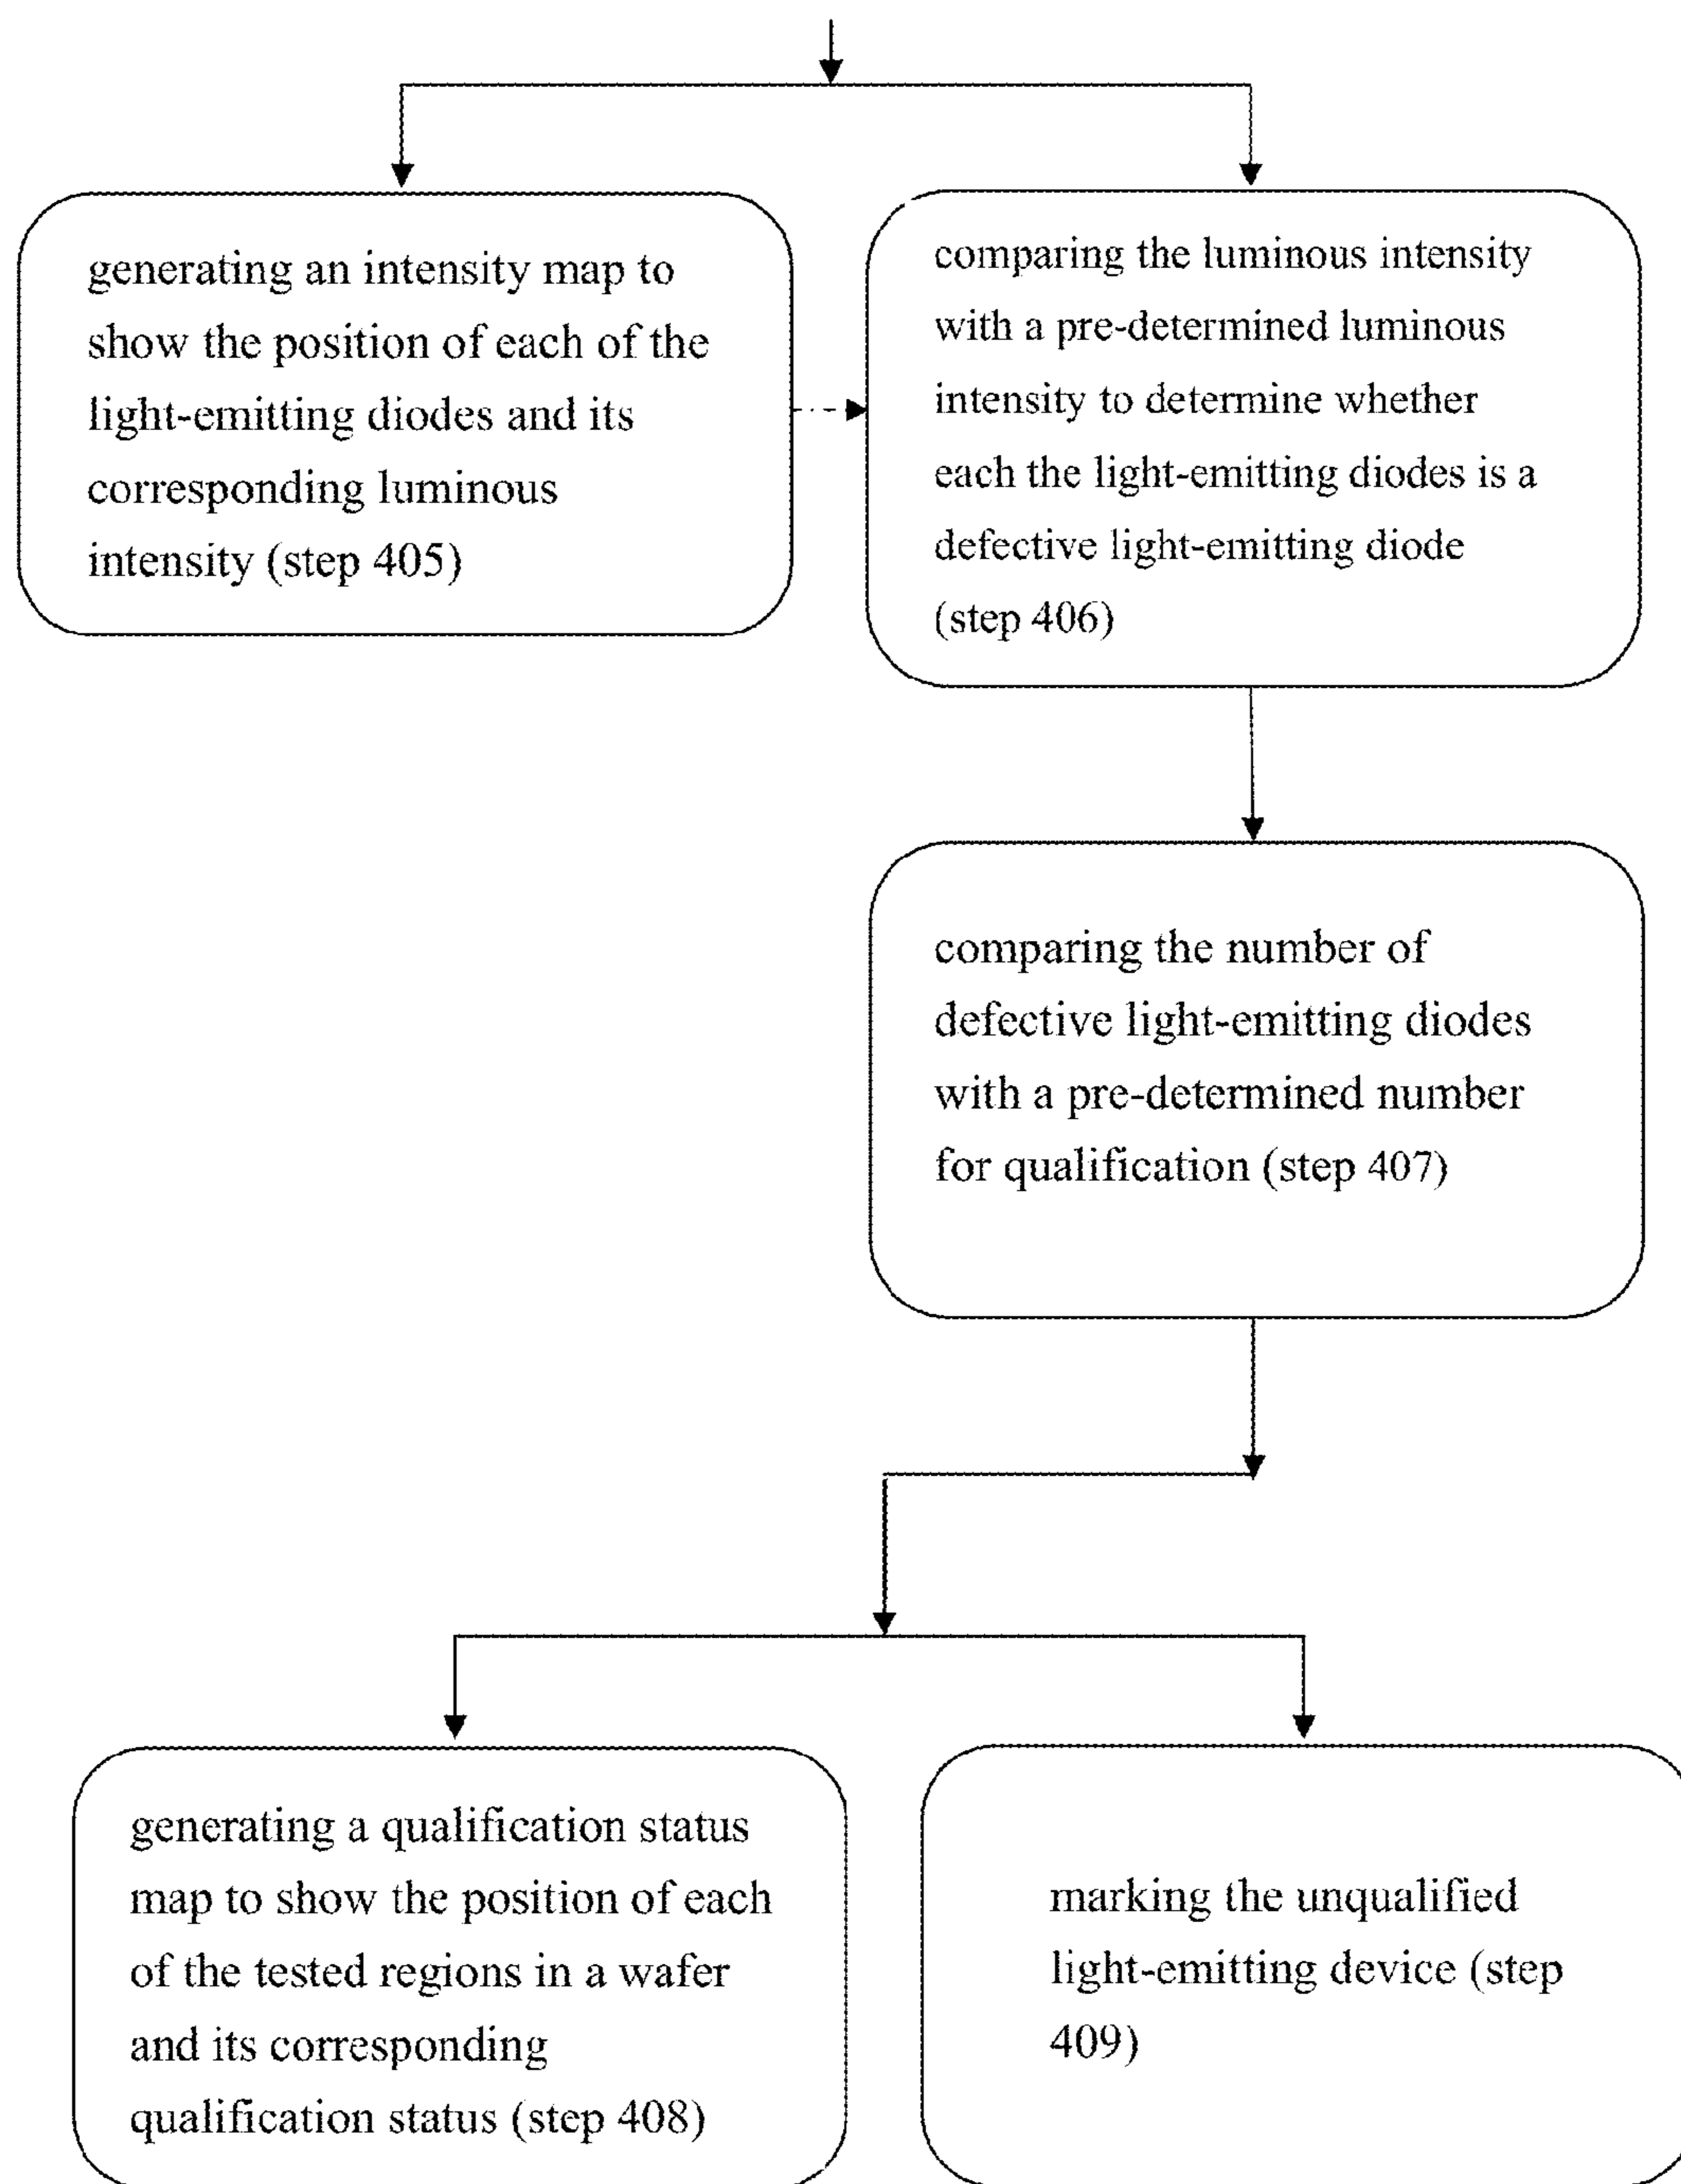 generating an intensity map to
show the position of each of the
light-emitting diodes and its
corresponding luminous
intensity (step 405)
comparing the luminous intensity
with a pre-determined luminous
intensity to determine whether
each the light-emitting diodes is a
defective light-emitting diode
(step 406)
comparing the number of
defective light-emitting diodes
with a pre-determined number
for qualification (step 407)
generating a qualification status
map to show the position of each
of the tested regions in a wafer
and its corresponding
qualification status (step 408)
marking the unqualified
light-emitting device (step
409)